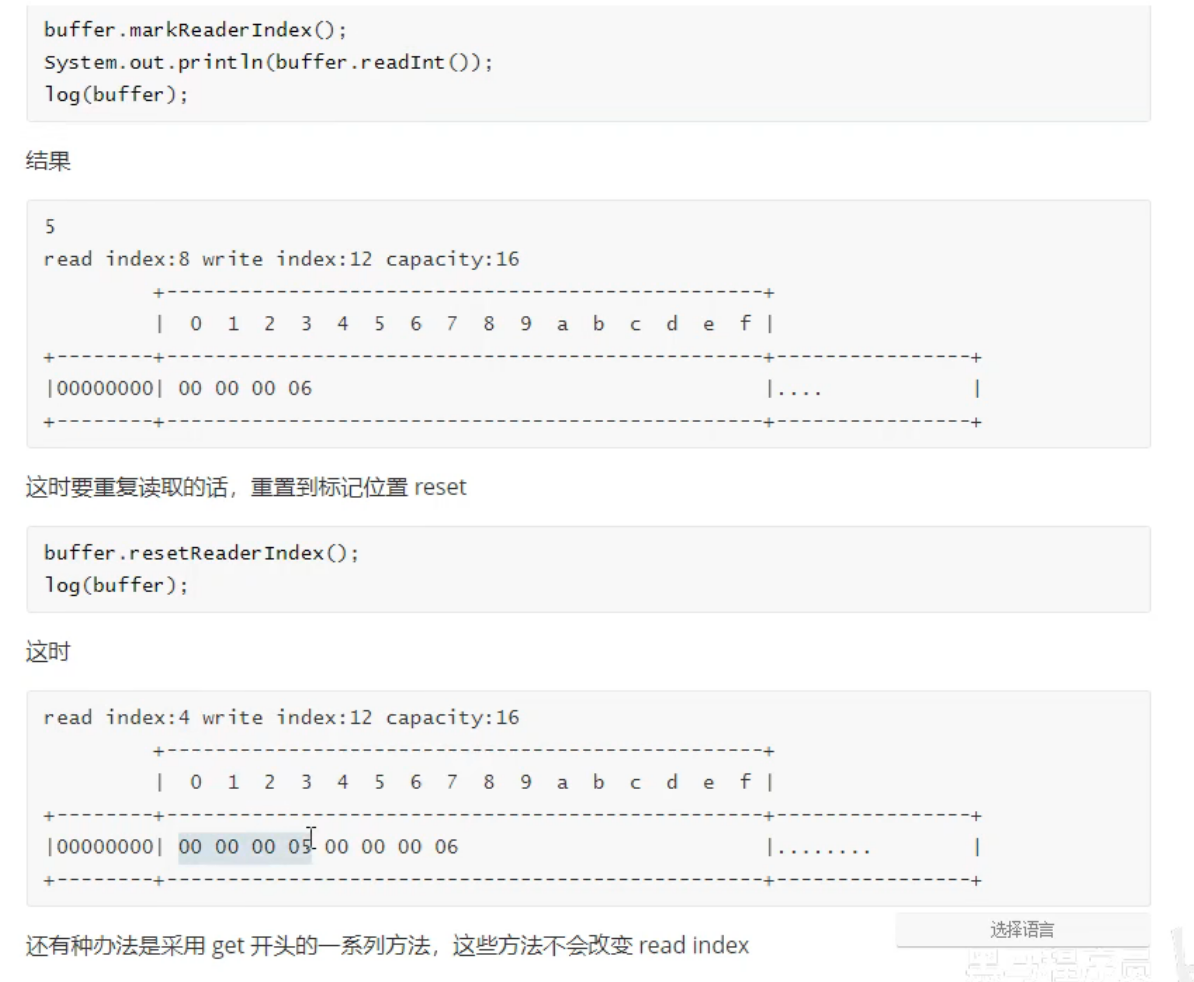 buffer.markReaderIndex();
System.out.println(buffer.readInt());
log(buffer);
结果
5
read index:8 write index:12 capacity:16
         +-------------------------------------------------+
         |  0  1  2  3  4  5  6  7  8  9  a  b  c  d  e  f |
+--------+-------------------------------------------------+----------------+
|00000000| 00 00 00 06                                     |....            |
+--------+-------------------------------------------------+----------------+
这时要重复读取的话，重置到标记位置 reset
buffer.resetReaderIndex();
log(buffer);
这时
read index:4 write index:12 capacity:16
         +-------------------------------------------------+
         |  0  1  2  3  4  5  6  7  8  9  a  b  c  d  e  f |
+--------+-------------------------------------------------+----------------+
|00000000| 00 00 00 05 00 00 00 06                         |........        |
+--------+-------------------------------------------------+----------------+
选择语言
还有种办法是采用 get 开头的一系列方法，这些方法不会改变 read index